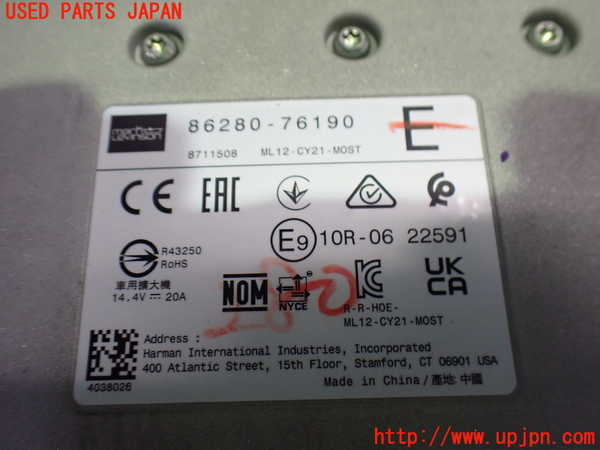 USED PARTS JAPAN
Mark Levinson
86280-76190
E
8711508 ML12-CY21-MOST
CE EAC
E9 10R-06 22591
R43250
RoHS
車用擴大機
14.4V 20A
NOM NYCE
UK CA
R-R-HOE-
ML12-CY21-MOST
Address :
Harman International Industries, Incorporated
400 Atlantic Street, 15th Floor, Stamford, CT 06901 USA
4038026
Made in China/產地:中國
http://www.upjpn.com/